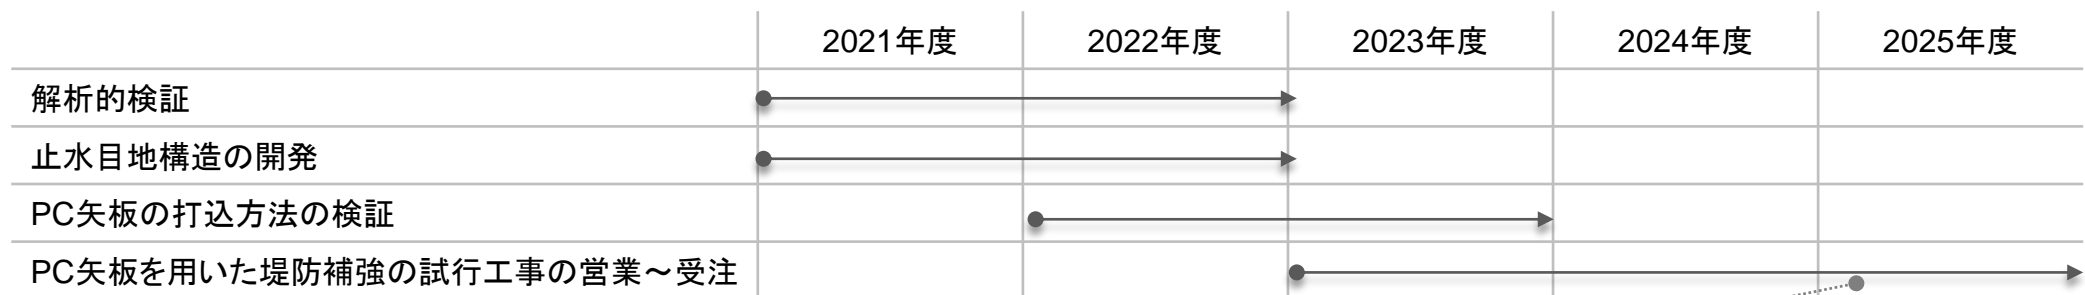 2021年度 2022年度 2023年度 2024年度 2025年度
解析的検証
止水目地構造の開発
PC矢板の打込方法の検証
PC矢板を用いた堤防補強の試行工事の営業～受注